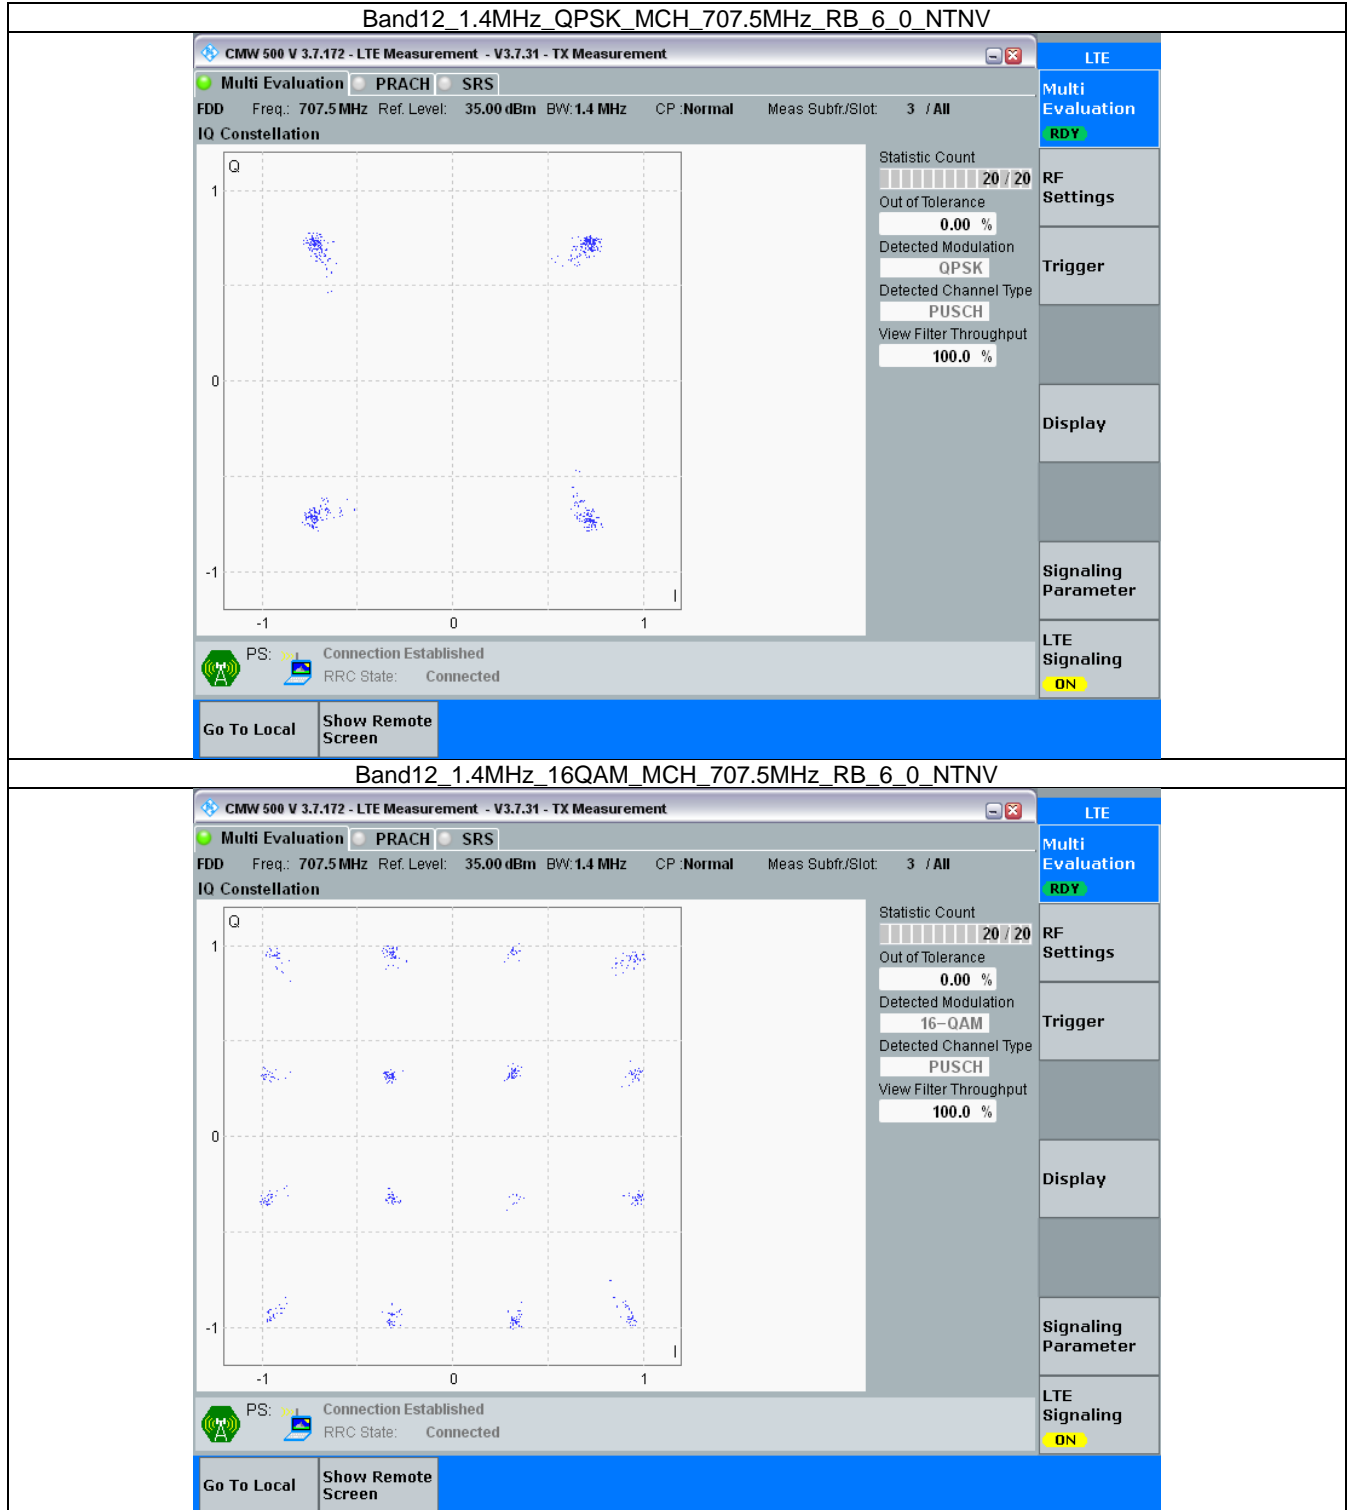 Band12_1.4MHz_QPSK_MCH_707.5MHz_RB_6_0_NTNV
CMW 500 V 3.7.172 - LTE Measurement - V3.7.31 - TX Measurement
LTE
Multi Evaluation PRACH SRS
Multi
Evaluation
RDY
FDD Freq.: 707.5 MHz Ref. Level: 35.00 dBm BW: 1.4 MHz CP :Normal Meas Subfr./Slot: 3 / All
IQ Constellation
Q
1
0
-1
I
-1 0 1
Statistic Count
20 / 20
Out of Tolerance
0.00 %
Detected Modulation
QPSK
Detected Channel Type
PUSCH
View Filter Throughput
100.0 %
RF
Settings
Trigger
Display
Signaling
Parameter
LTE
Signaling
ON
PS: Connection Established
RRC State: Connected
Go To Local
Show Remote
Screen
Band12_1.4MHz_16QAM_MCH_707.5MHz_RB_6_0_NTNV
CMW 500 V 3.7.172 - LTE Measurement - V3.7.31 - TX Measurement
LTE
Multi Evaluation PRACH SRS
Multi
Evaluation
RDY
FDD Freq.: 707.5 MHz Ref. Level: 35.00 dBm BW: 1.4 MHz CP :Normal Meas Subfr./Slot: 3 / All
IQ Constellation
Q
1
0
-1
I
-1 0 1
Statistic Count
20 / 20
Out of Tolerance
0.00 %
Detected Modulation
16-QAM
Detected Channel Type
PUSCH
View Filter Throughput
100.0 %
RF
Settings
Trigger
Display
Signaling
Parameter
LTE
Signaling
ON
PS: Connection Established
RRC State: Connected
Go To Local
Show Remote
Screen